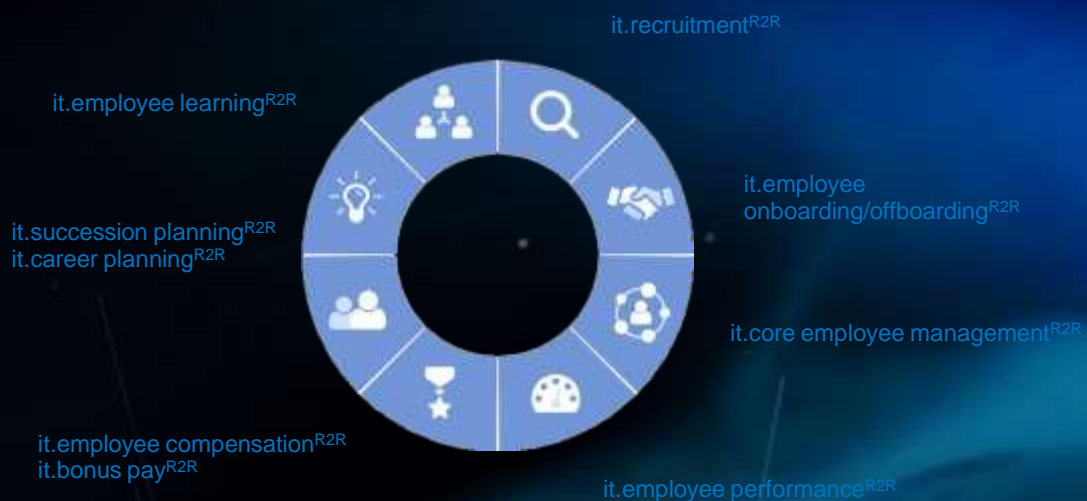 it.recruitmentR2R
it.employee learningR2R
it.employee
onboarding/offboardingR2R
it.succession planningR2R
it.career planningR2R
it.core employee managementR2R
it.employee compensationR2R
it.bonus payR2R
it.employee performanceR2R